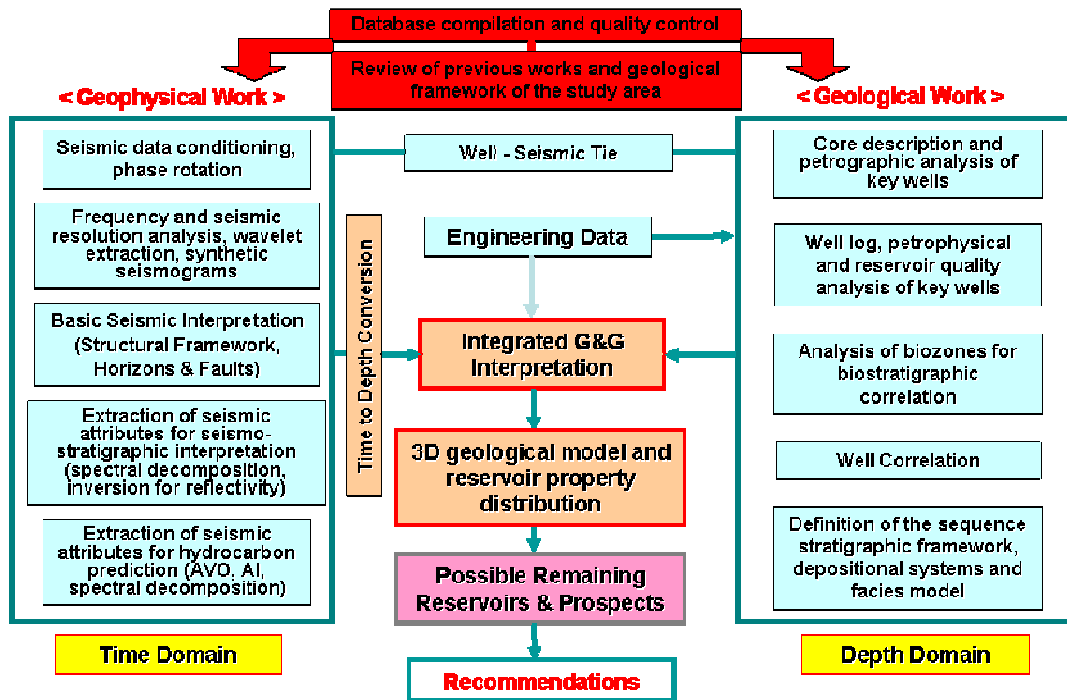 Database compilation and quality control
Review of previous works and geological
framework of the study area
< Geophysical Work >
< Geological Work >
Seismic data conditioning,
phase rotation
Frequency and seismic
resolution analysis, wavelet
extraction, synthetic
seismograms
Basic Seismic Interpretation
(Structural Framework,
Horizons & Faults)
Extraction of seismic
attributes for seismo-
stratigraphic interpretation
(spectral decomposition,
inversion for reflectivity)
Extraction of seismic
attributes for hydrocarbon
prediction (AVO, AI,
spectral decomposition)
Time Domain
Time to Depth Conversion
Well - Seismic Tie
Engineering Data
Integrated G&G
Interpretation
3D geological model and
reservoir property
distribution
Possible Remaining
Reservoirs & Prospects
Recommendations
Core description and
petrographic analysis of
key wells
Well log, petrophysical
and reservoir quality
analysis of key wells
Analysis of biozones for
biostratigraphic
correlation
Well Correlation
Definition of the sequence
stratigraphic framework,
depositional systems and
facies model
Depth Domain